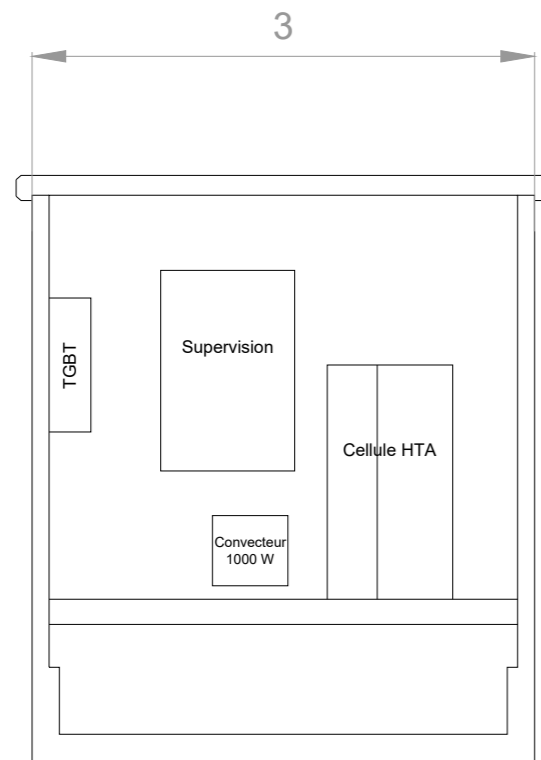 3
TGBT
Supervision
Cellule HTA
Convecteur
1000 W